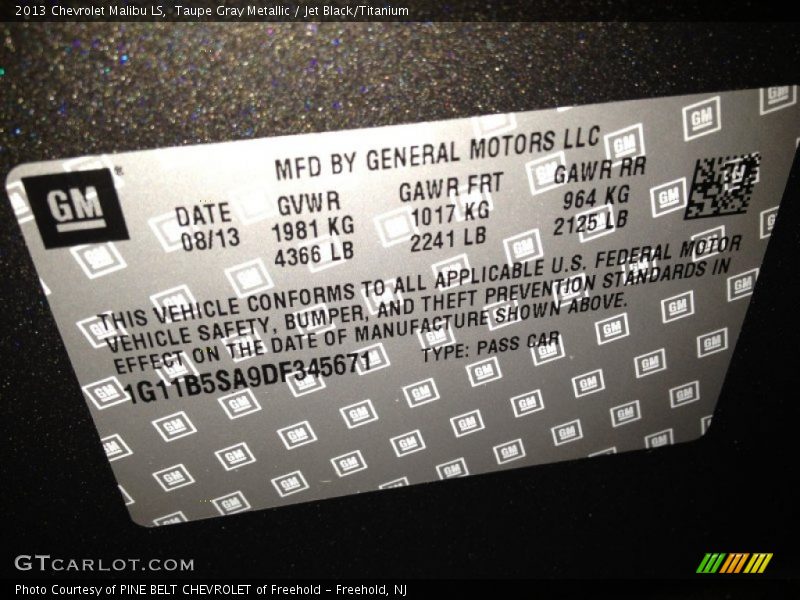 2013 Chevrolet Malibu LS,  Taupe Gray Metallic / Jet Black/Titanium
MFD BY GENERAL MOTORS LLC
GM
DATE GVWR GAWR FRT GAWR RR
08/13 1981 KG 1017 KG 964 KG
4366 LB 2241 LB 2125 LB
THIS VEHICLE CONFORMS TO ALL APPLICABLE U.S. FEDERAL MOTOR
VEHICLE SAFETY, BUMPER, AND THEFT PREVENTION STANDARDS IN
EFFECT ON THE DATE OF MANUFACTURE SHOWN ABOVE.
1G11B5SA9DF345671 TYPE: PASS CAR
GTCARLOT.COM
Photo Courtesy of PINE BELT CHEVROLET of Freehold - Freehold, NJ